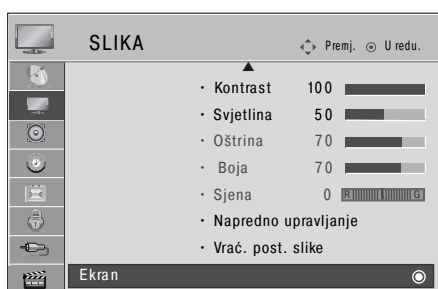 SLIKA
Premj. U redu.
• Kontrast 100
• Svjetlina 50
• Oštrina 70
• Boja 70
• Sjena 0 R G
• Napredno upravljanje
• Vrać. post. slike
Ekran